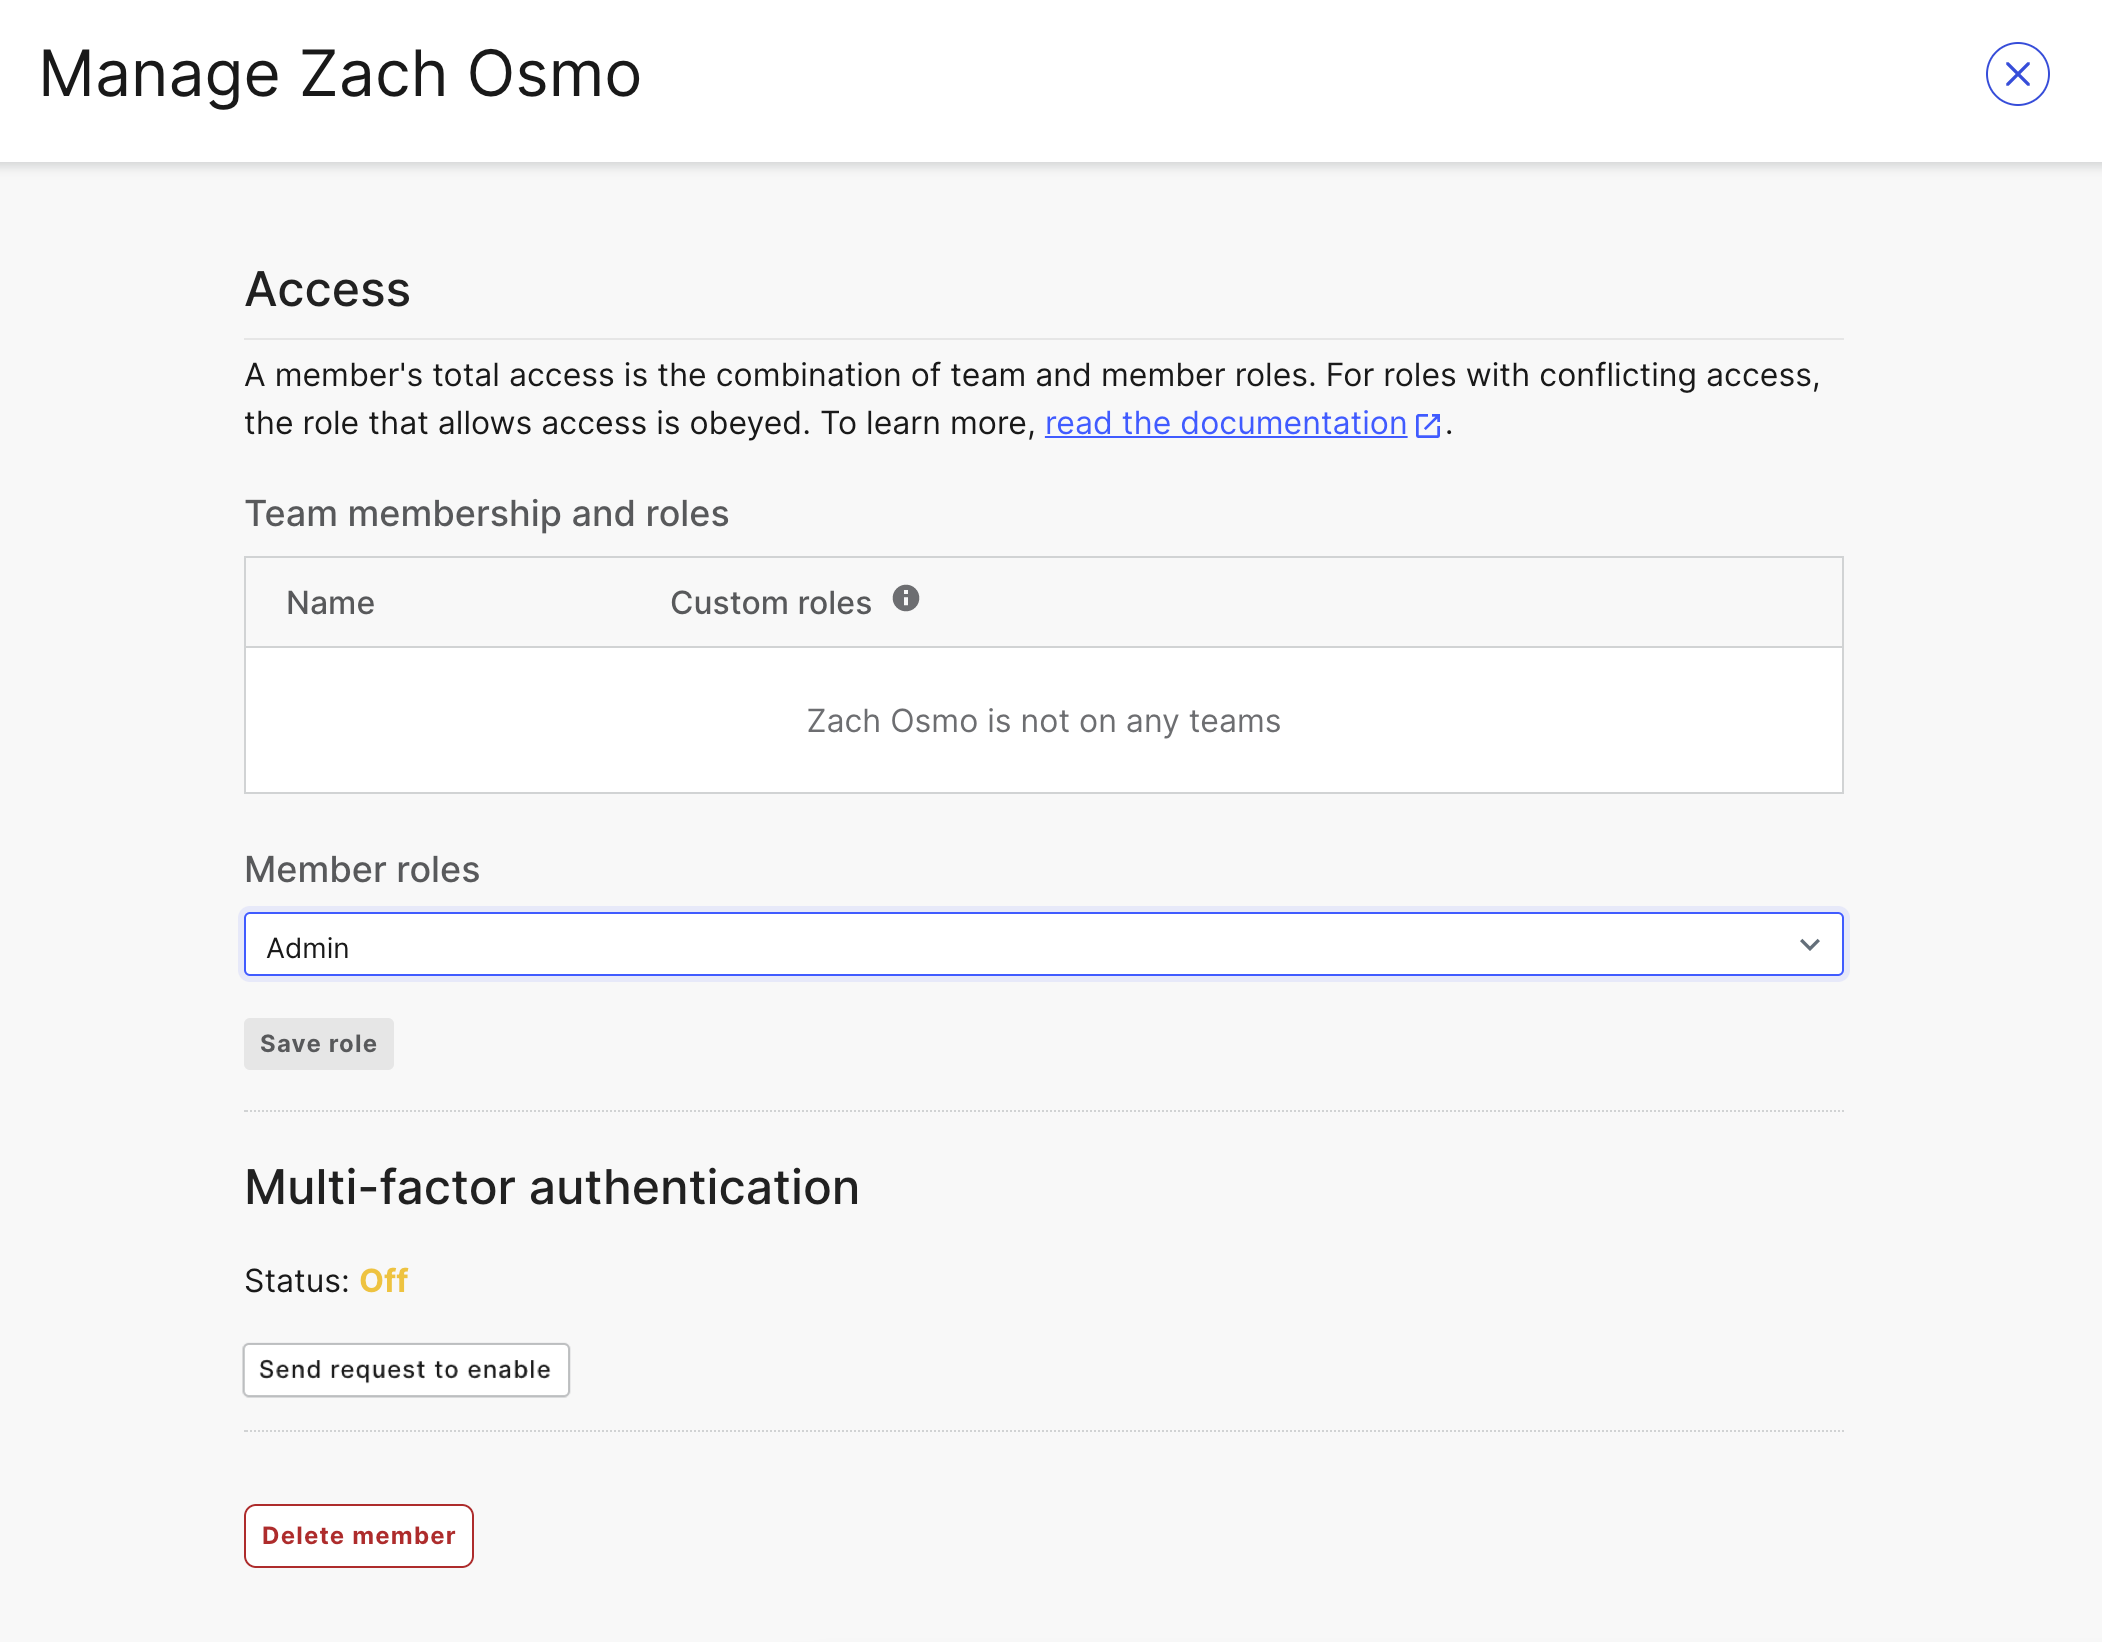 Manage Zach Osmo
Access
A member's total access is the combination of team and member roles. For roles with conflicting access,
the role that allows access is obeyed. To learn more, read the documentation.
Team membership and roles
Name Custom roles
Zach Osmo is not on any teams
Member roles
Admin
Save role
Multi-factor authentication
Status: Off
Send request to enable
Delete member